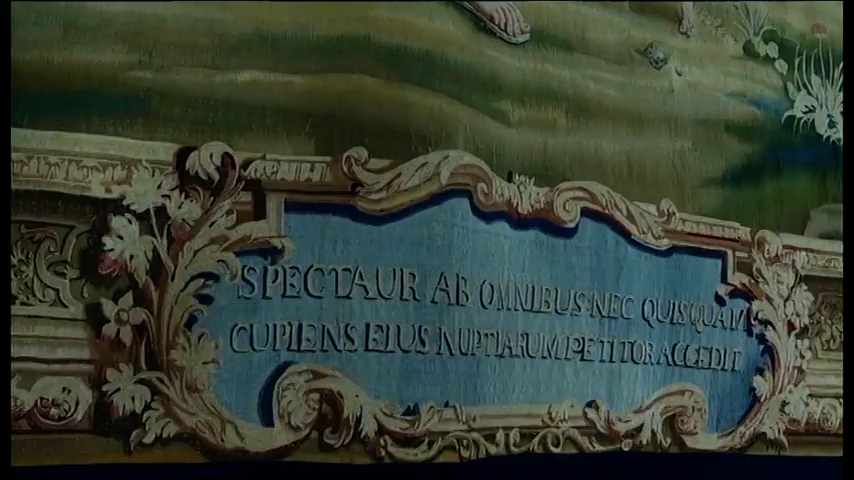 SPECTAUR AB OMNIBUS·NEC QUISQUAM
CUPIENS EIUS NUPTIARUM PETITOR ACCEDIT